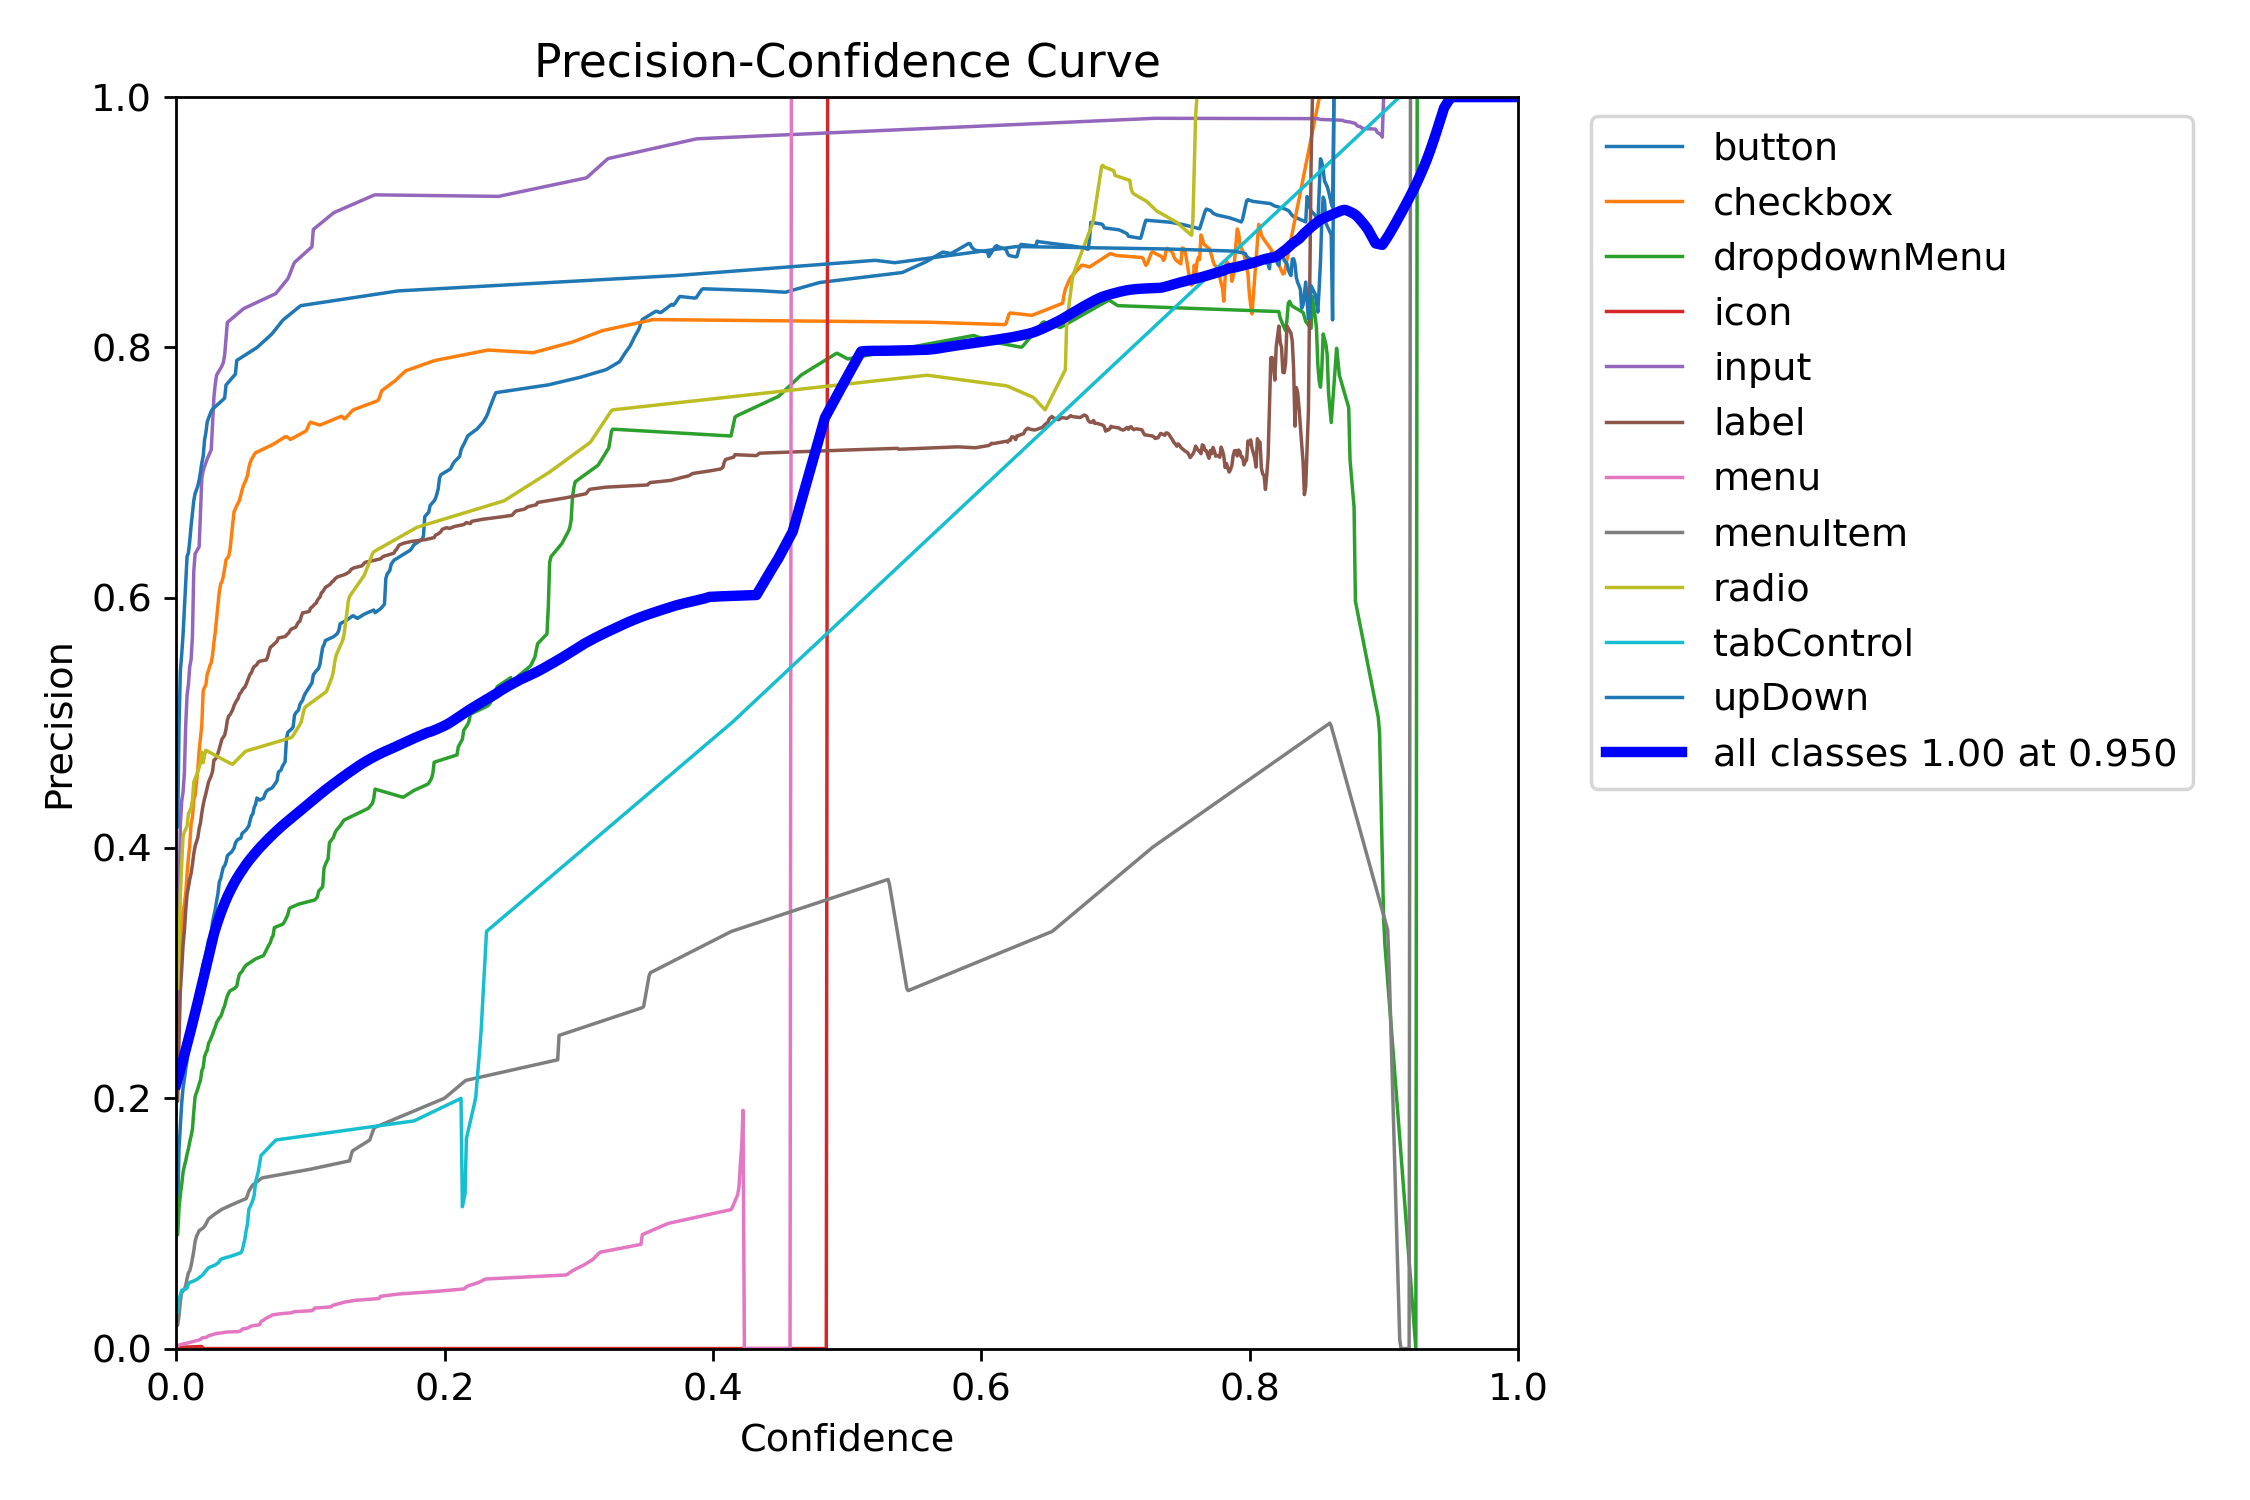 Precision-Confidence Curve
1.0
0.8
0.6
0.4
0.2
0.0
Precision
0.0 0.2 0.4 0.6 0.8 1.0
Confidence
button
checkbox
dropdownMenu
icon
input
label
menu
menuItem
radio
tabControl
upDown
all classes 1.00 at 0.950